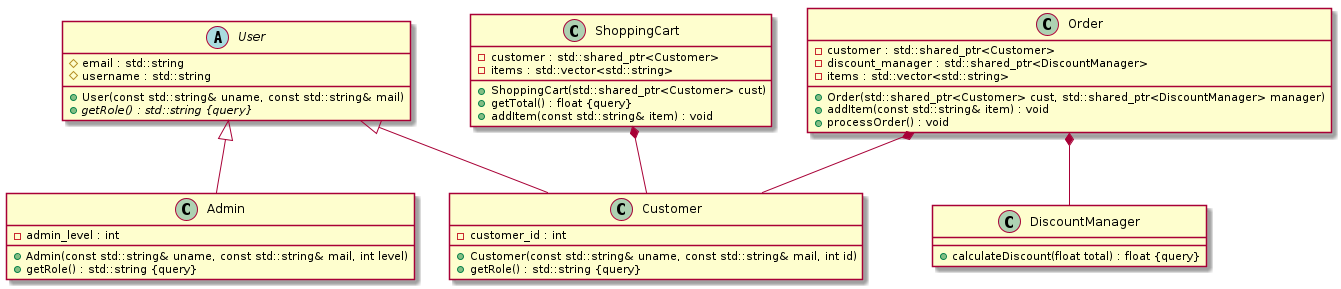 A User
email : std::string
username : std::string
User(const std::string& uname, const std::string& mail)
getRole() : std::string {query}
C ShoppingCart
customer : std::shared_ptr<Customer>
items : std::vector<std::string>
ShoppingCart(std::shared_ptr<Customer> cust)
getTotal() : float {query}
addItem(const std::string& item) : void
C Order
customer : std::shared_ptr<Customer>
discount_manager : std::shared_ptr<DiscountManager>
items : std::vector<std::string>
Order(std::shared_ptr<Customer> cust, std::shared_ptr<DiscountManager> manager)
addItem(const std::string& item) : void
processOrder() : void
C Admin
admin_level : int
Admin(const std::string& uname, const std::string& mail, int level)
getRole() : std::string {query}
C Customer
customer_id : int
Customer(const std::string& uname, const std::string& mail, int id)
getRole() : std::string {query}
C DiscountManager
calculateDiscount(float total) : float {query}